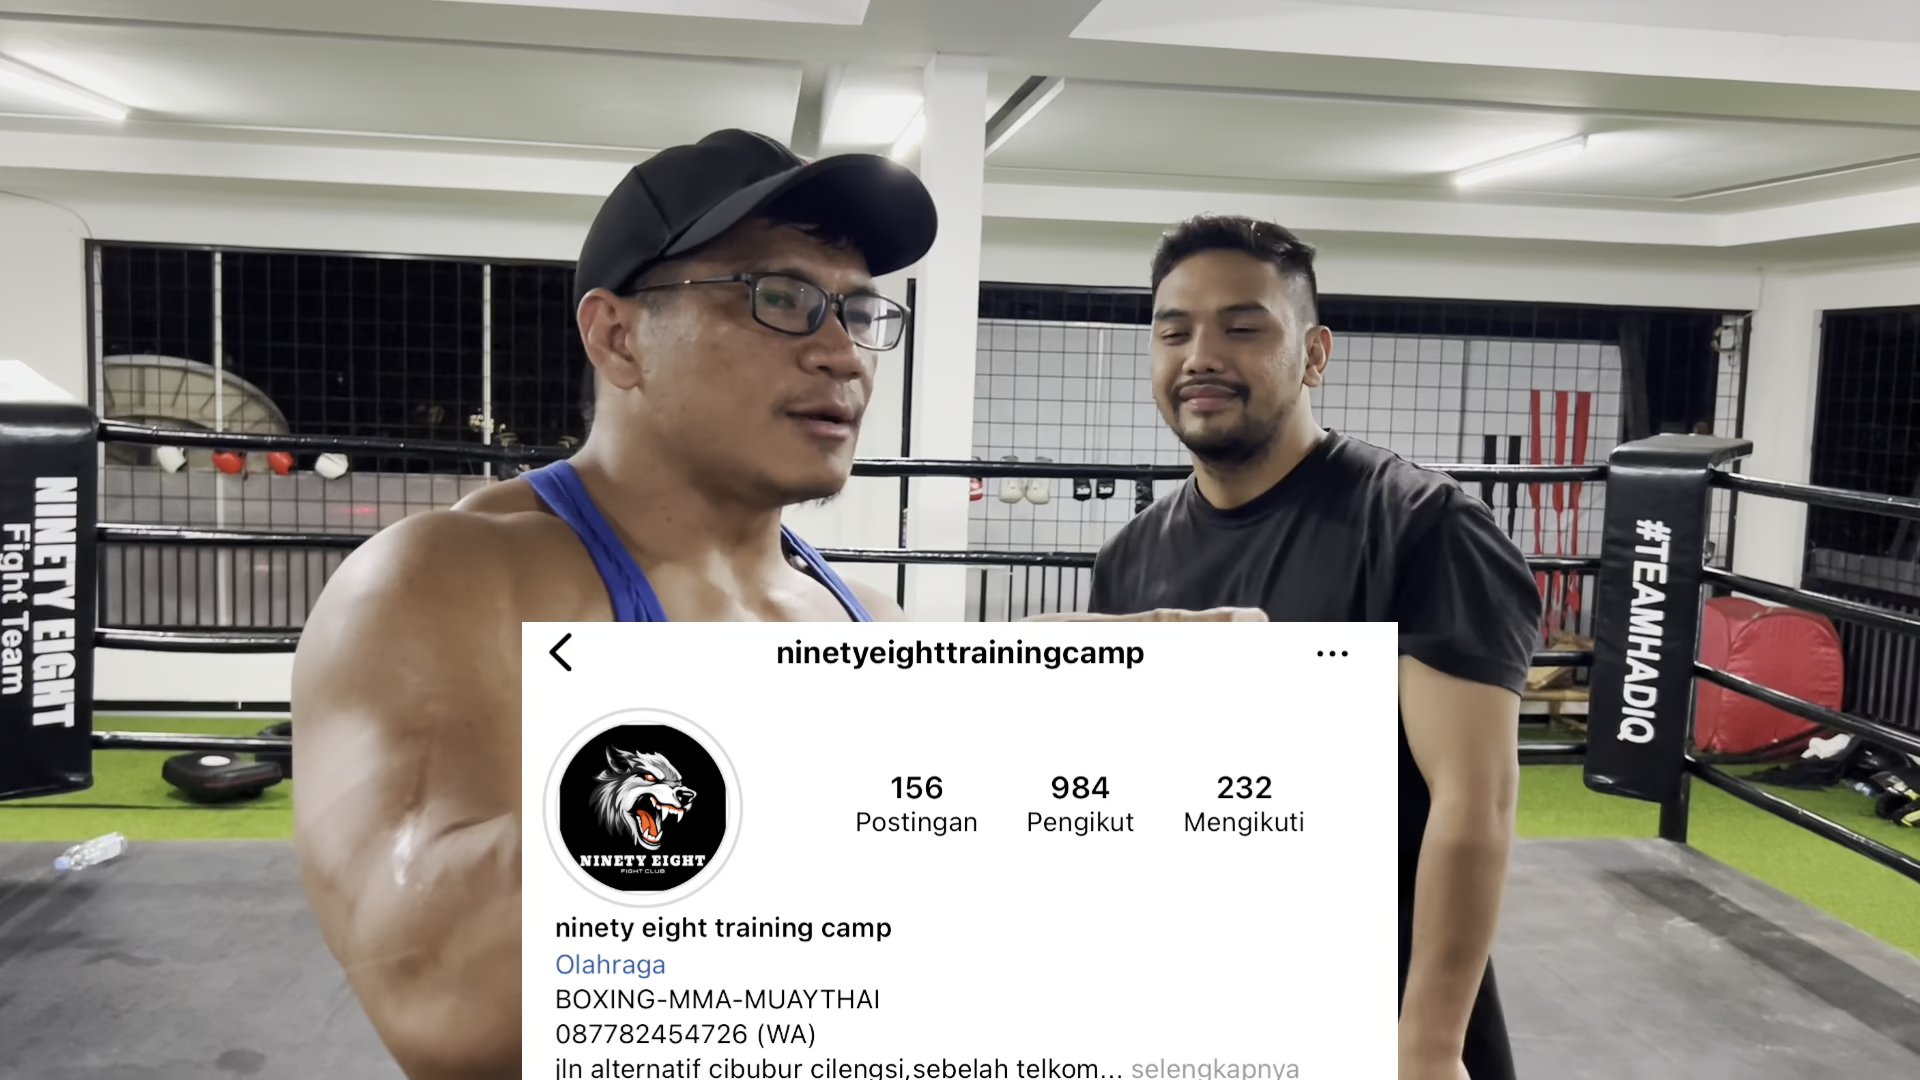 NINETY EIGHT
Fight Team
#TEAMHADIQ
ninetyeighttrainingcamp
NINETY EIGHT
FIGHT CLUB
156
Postingan
984
Pengikut
232
Mengikuti
ninety eight training camp
Olahraga
BOXING-MMA-MUAYTHAI
087782454726 (WA)
jln alternatif cibubur cilengsi,sebelah telkom... selengkapnya